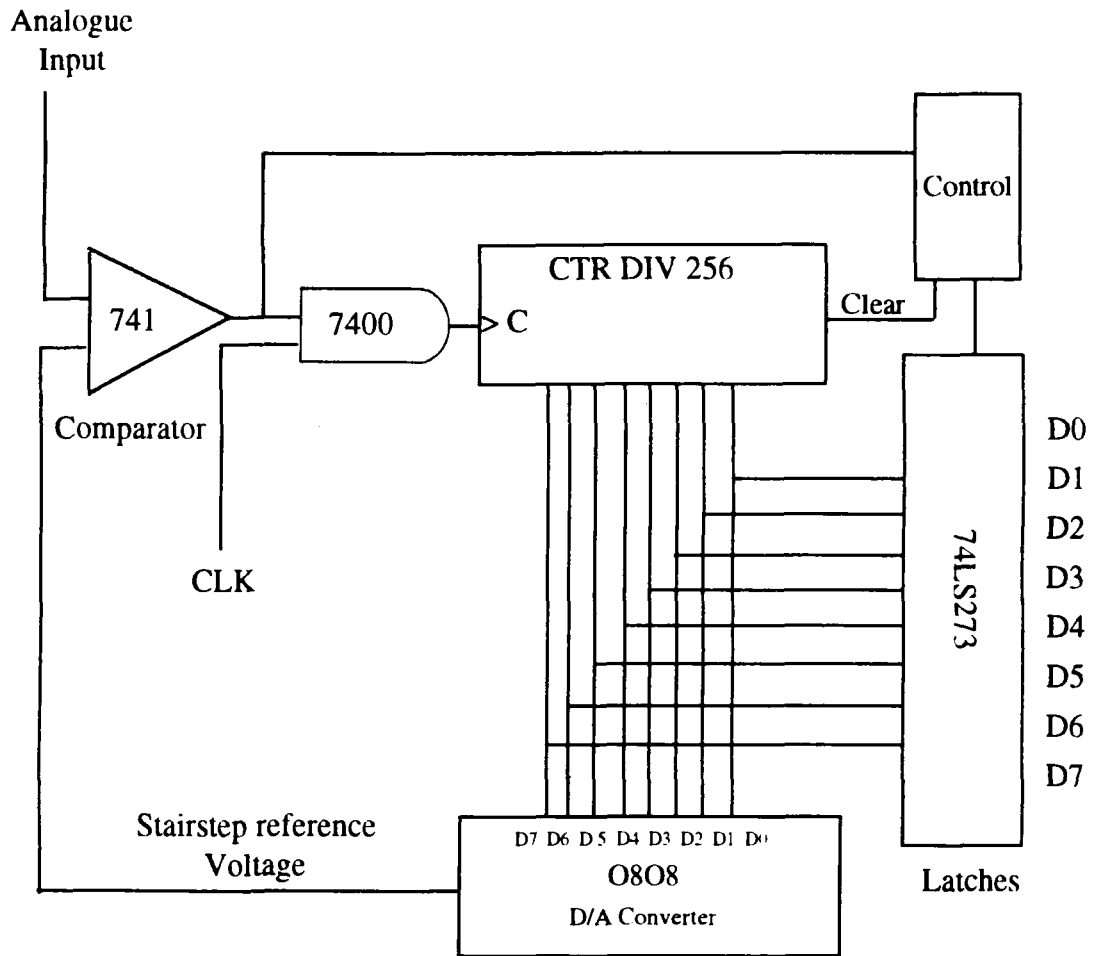 Analogue
Input
Control
741
7400
CTR DIV 256
C
Clear
Comparator
CLK
D0
D1
D2
D3
D4
D5
D6
D7
74LS273
Latches
Stairstep reference
Voltage
D7 D6 D5 D4 D3 D2 D1 D0
O8O8
D/A Converter